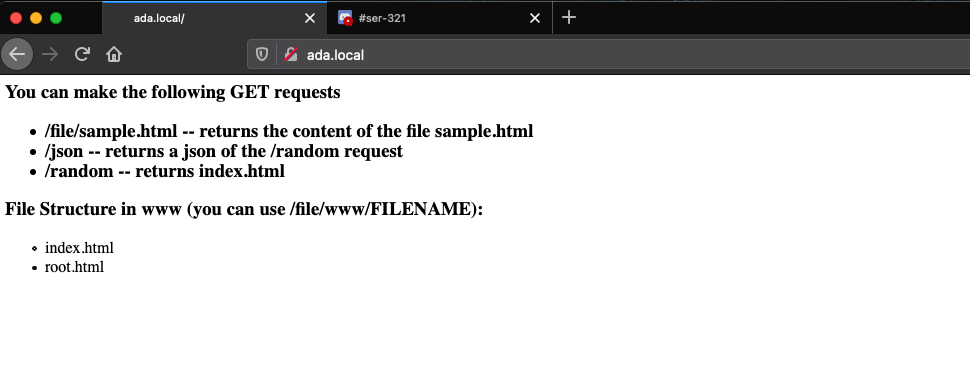 ada.local/
#ser-321
ada.local
You can make the following GET requests
/file/sample.html -- returns the content of the file sample.html
/json -- returns a json of the /random request
/random -- returns index.html
File Structure in www (you can use /file/www/FILENAME):
index.html
root.html